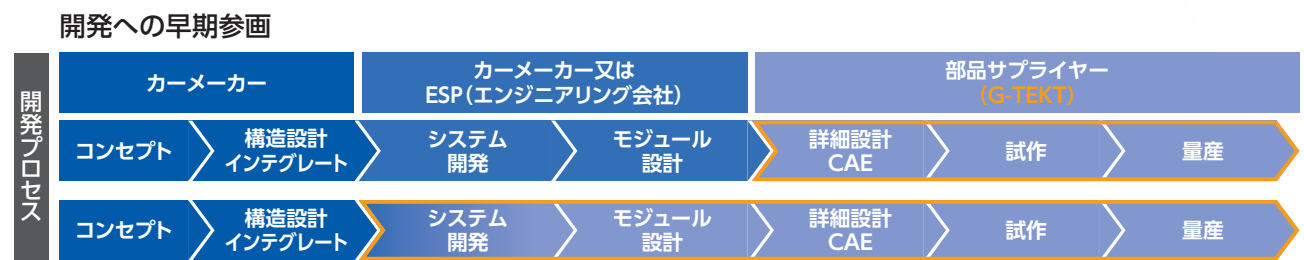 開発への早期参画
開発プロセス
カーメーカー
カーメーカー又は
ESP(エンジニアリング会社)
部品サプライヤー
(G-TEKT)
コンセプト
構造設計
インテグレート
システム
開発
モジュール
設計
詳細設計
CAE
試作
量産
コンセプト
構造設計
インテグレート
システム
開発
モジュール
設計
詳細設計
CAE
試作
量産